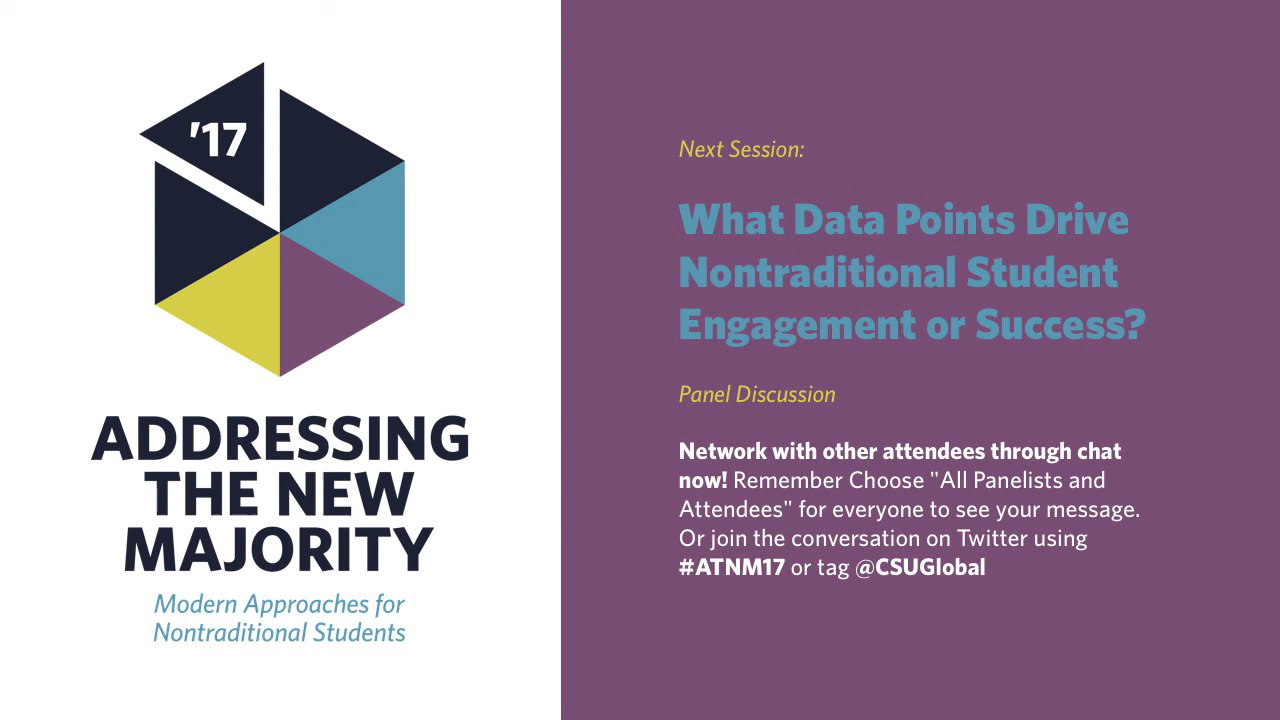 '17
ADDRESSING
THE NEW
MAJORITY
Modern Approaches for
Nontraditional Students
Next Session:
What Data Points Drive
Nontraditional Student
Engagement or Success?
Panel Discussion
Network with other attendees through chat
now! Remember Choose "All Panelists and
Attendees" for everyone to see your message.
Or join the conversation on Twitter using
#ATNM17 or tag @CSUGlobal